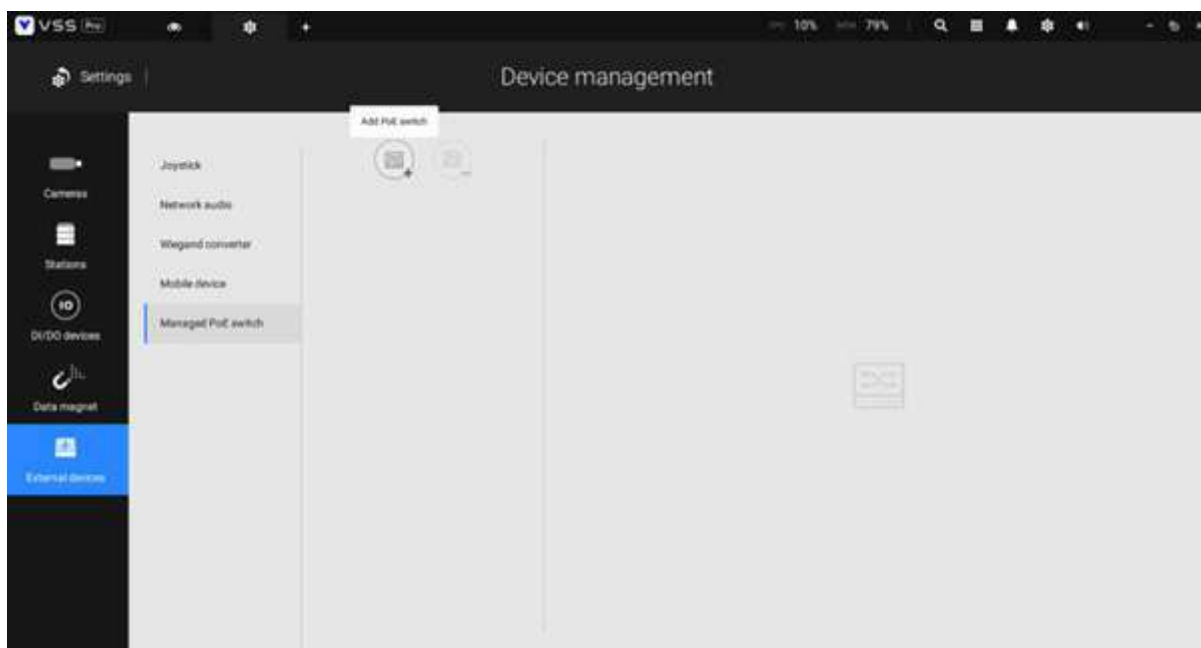 VSS Pro
10% 79%
Settings
Device management
Add PoE switch
Cameras
Stations
IO
DI/DO devices
Data magnet
External devices
Joystick
Network audio
Wiegand converter
Mobile device
Managed PoE switch